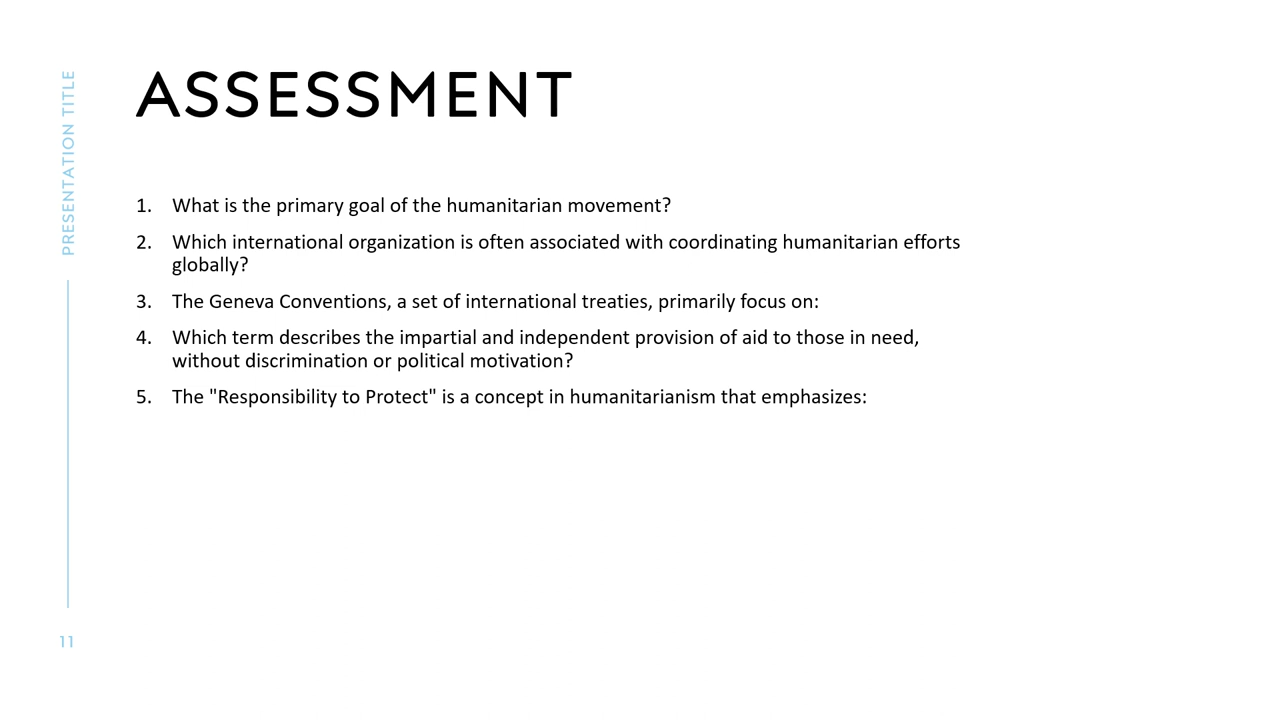 PRESENTATION TITLE
ASSESSMENT
1. What is the primary goal of the humanitarian movement?
2. Which international organization is often associated with coordinating humanitarian efforts
globally?
3. The Geneva Conventions, a set of international treaties, primarily focus on:
4. Which term describes the impartial and independent provision of aid to those in need,
without discrimination or political motivation?
5. The "Responsibility to Protect" is a concept in humanitarianism that emphasizes:
11